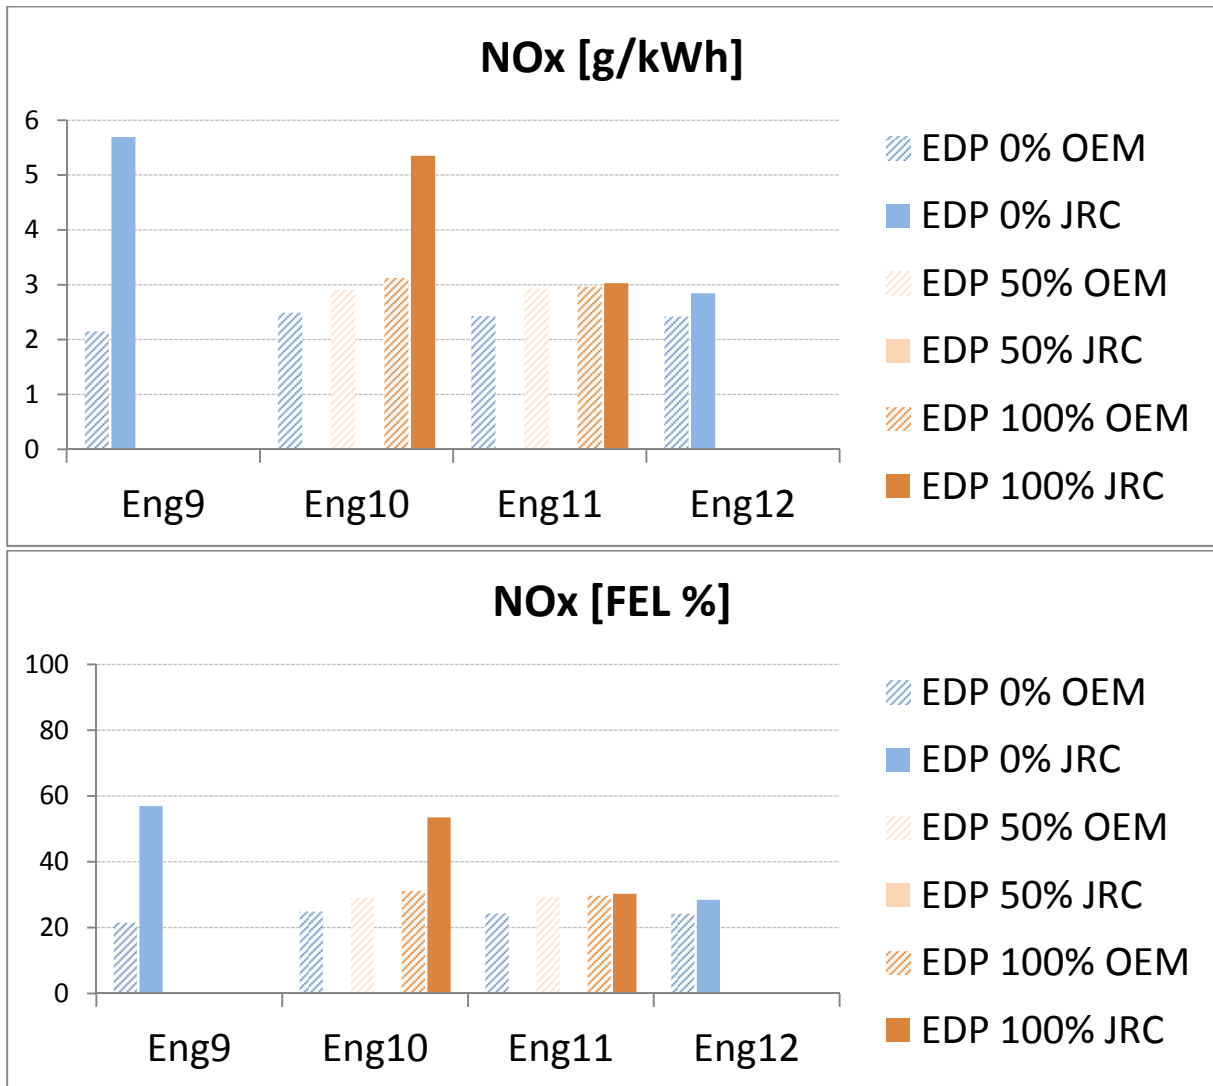 NOx [g/kWh]
6
5
4
3
2
1
0
Eng9 Eng10 Eng11 Eng12
EDP 0% OEM
EDP 0% JRC
EDP 50% OEM
EDP 50% JRC
EDP 100% OEM
EDP 100% JRC
NOx [FEL %]
100
80
60
40
20
0
Eng9 Eng10 Eng11 Eng12
EDP 0% OEM
EDP 0% JRC
EDP 50% OEM
EDP 50% JRC
EDP 100% OEM
EDP 100% JRC